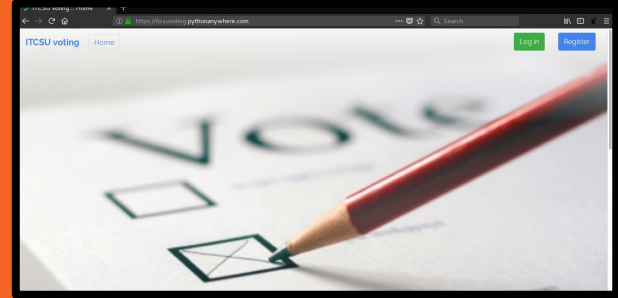 ITCSU voting :: Home
https://itcsuvoting.pythonanywhere.com
Search
ITCSU voting
Home
Log in
Register
Vote